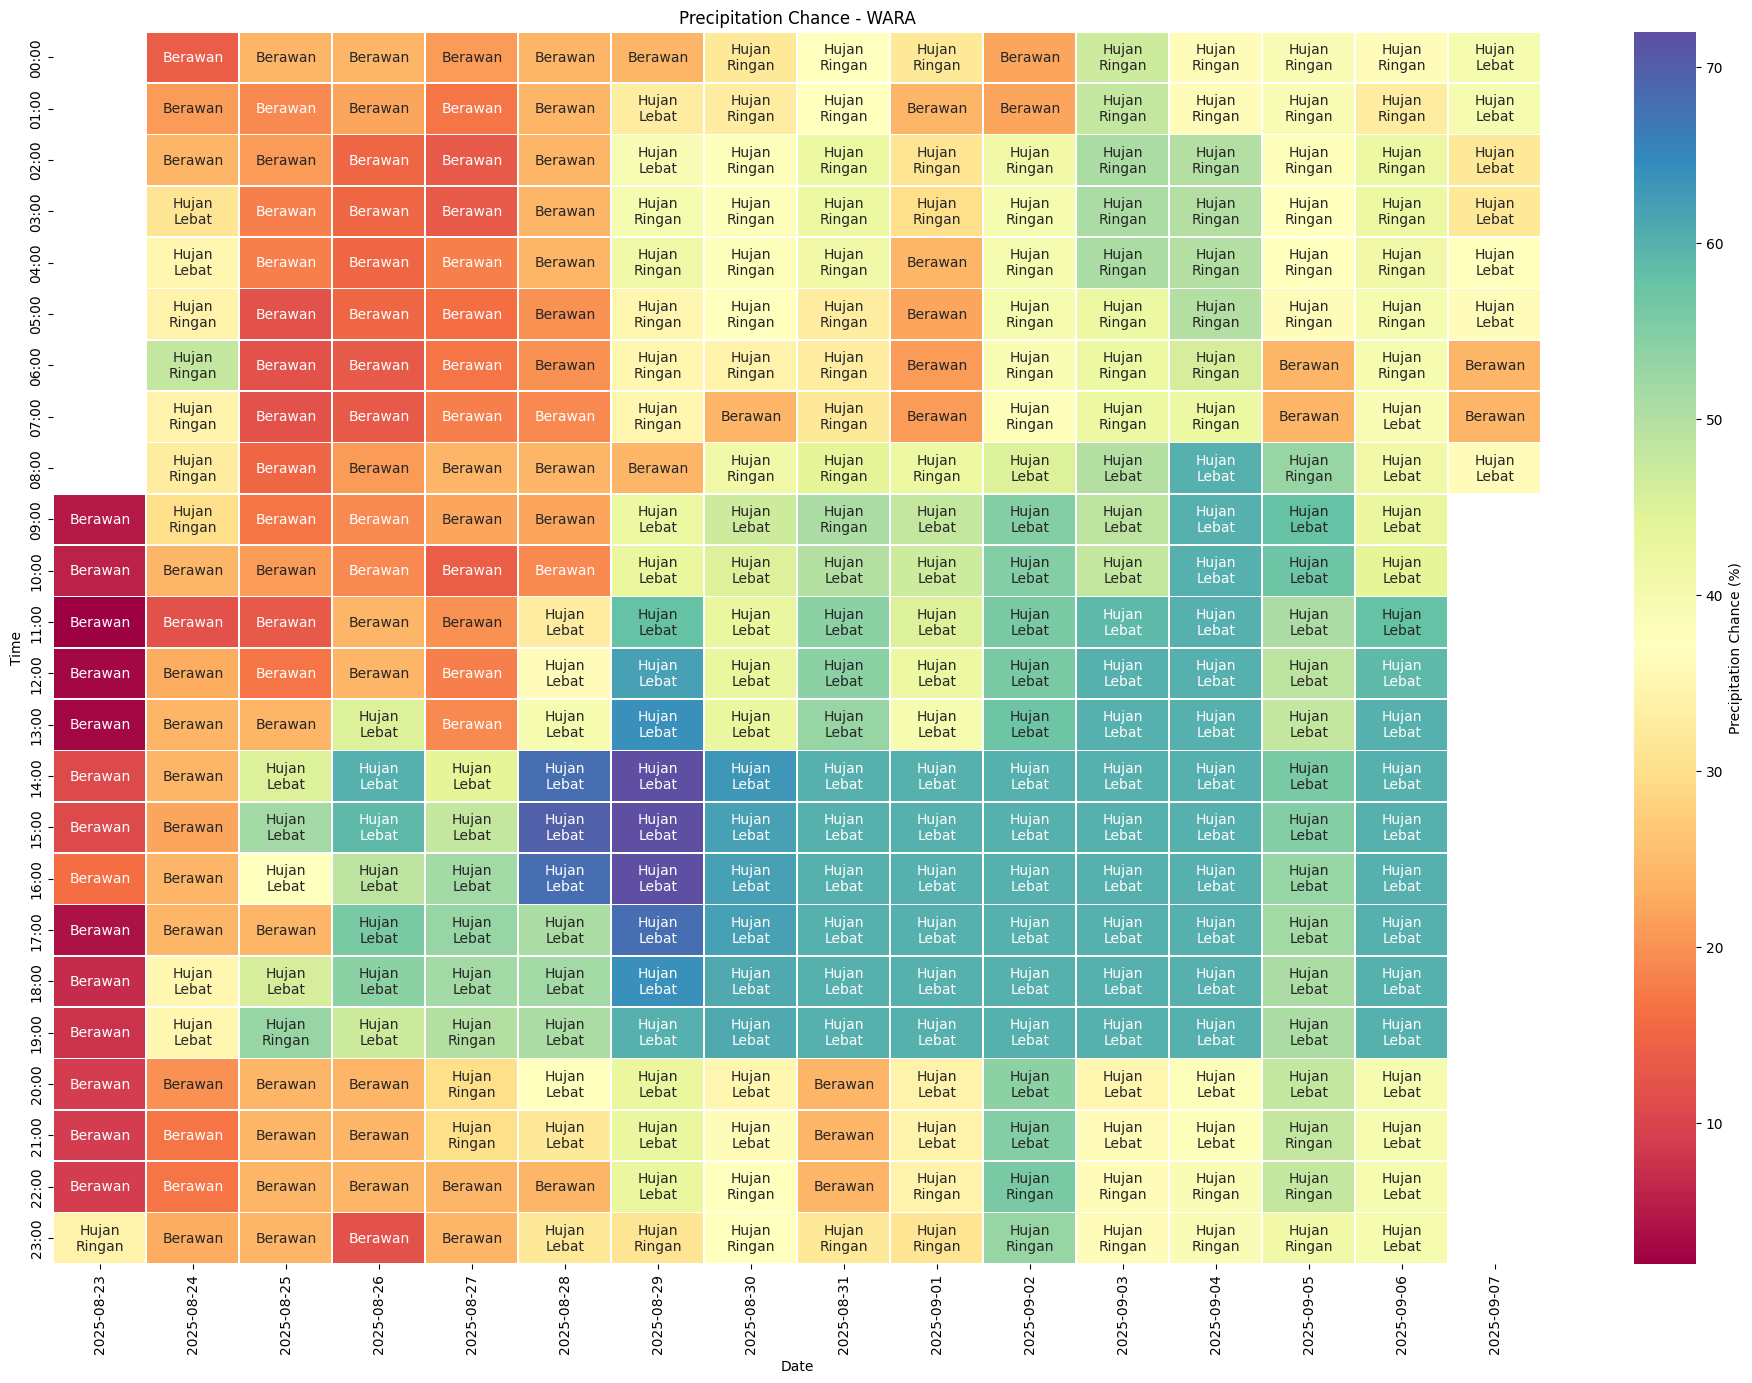 Precipitation Chance - WARA
00:00 Berawan Berawan Berawan Berawan Berawan Berawan Hujan Ringan Hujan Ringan Hujan Ringan Berawan Hujan Ringan Hujan Ringan Hujan Ringan Hujan Ringan Hujan Lebat
01:00 Berawan Berawan Berawan Berawan Berawan Hujan Lebat Hujan Ringan Hujan Ringan Berawan Berawan Hujan Ringan Hujan Ringan Hujan Ringan Hujan Ringan Hujan Lebat
02:00 Berawan Berawan Berawan Berawan Berawan Hujan Lebat Hujan Ringan Hujan Ringan Hujan Ringan Hujan Ringan Hujan Ringan Hujan Ringan Hujan Ringan Hujan Ringan Hujan Lebat
03:00 Hujan Lebat Berawan Berawan Berawan Berawan Hujan Ringan Hujan Ringan Hujan Ringan Hujan Ringan Hujan Ringan Hujan Ringan Hujan Ringan Hujan Ringan Hujan Ringan Hujan Lebat
04:00 Hujan Lebat Berawan Berawan Berawan Berawan Hujan Ringan Hujan Ringan Hujan Ringan Berawan Hujan Ringan Hujan Ringan Hujan Ringan Hujan Ringan Hujan Ringan Hujan Lebat
05:00 Hujan Ringan Berawan Berawan Berawan Berawan Hujan Ringan Hujan Ringan Hujan Ringan Berawan Hujan Ringan Hujan Ringan Hujan Ringan Hujan Ringan Hujan Ringan Hujan Lebat
06:00 Hujan Ringan Berawan Berawan Berawan Berawan Hujan Ringan Hujan Ringan Hujan Ringan Berawan Hujan Ringan Hujan Ringan Hujan Ringan Berawan Hujan Ringan Berawan
07:00 Hujan Ringan Berawan Berawan Berawan Berawan Hujan Ringan Berawan Hujan Ringan Berawan Hujan Ringan Hujan Ringan Hujan Ringan Berawan Hujan Lebat Berawan
08:00 Hujan Ringan Berawan Berawan Berawan Berawan Berawan Hujan Ringan Hujan Ringan Hujan Ringan Hujan Lebat Hujan Lebat Hujan Lebat Hujan Ringan Hujan Lebat Hujan Lebat
09:00 Berawan Hujan Ringan Berawan Berawan Berawan Berawan Hujan Lebat Hujan Lebat Hujan Ringan Hujan Lebat Hujan Lebat Hujan Lebat Hujan Lebat Hujan Lebat Hujan Lebat
10:00 Berawan Berawan Berawan Berawan Berawan Berawan Hujan Lebat Hujan Lebat Hujan Lebat Hujan Lebat Hujan Lebat Hujan Lebat Hujan Lebat Hujan Lebat Hujan Lebat
11:00 Berawan Berawan Berawan Berawan Berawan Hujan Lebat Hujan Lebat Hujan Lebat Hujan Lebat Hujan Lebat Hujan Lebat Hujan Lebat Hujan Lebat Hujan Lebat Hujan Lebat
12:00 Berawan Berawan Berawan Berawan Berawan Hujan Lebat Hujan Lebat Hujan Lebat Hujan Lebat Hujan Lebat Hujan Lebat Hujan Lebat Hujan Lebat Hujan Lebat Hujan Lebat
13:00 Berawan Berawan Berawan Hujan Lebat Berawan Hujan Lebat Hujan Lebat Hujan Lebat Hujan Lebat Hujan Lebat Hujan Lebat Hujan Lebat Hujan Lebat Hujan Lebat Hujan Lebat
14:00 Berawan Berawan Hujan Lebat Hujan Lebat Hujan Lebat Hujan Lebat Hujan Lebat Hujan Lebat Hujan Lebat Hujan Lebat Hujan Lebat Hujan Lebat Hujan Lebat Hujan Lebat Hujan Lebat
15:00 Berawan Berawan Hujan Lebat Hujan Lebat Hujan Lebat Hujan Lebat Hujan Lebat Hujan Lebat Hujan Lebat Hujan Lebat Hujan Lebat Hujan Lebat Hujan Lebat Hujan Lebat Hujan Lebat
16:00 Berawan Berawan Hujan Lebat Hujan Lebat Hujan Lebat Hujan Lebat Hujan Lebat Hujan Lebat Hujan Lebat Hujan Lebat Hujan Lebat Hujan Lebat Hujan Lebat Hujan Lebat Hujan Lebat
17:00 Berawan Berawan Berawan Hujan Lebat Hujan Lebat Hujan Lebat Hujan Lebat Hujan Lebat Hujan Lebat Hujan Lebat Hujan Lebat Hujan Lebat Hujan Lebat Hujan Lebat Hujan Lebat
18:00 Berawan Hujan Lebat Hujan Lebat Hujan Lebat Hujan Lebat Hujan Lebat Hujan Lebat Hujan Lebat Hujan Lebat Hujan Lebat Hujan Lebat Hujan Lebat Hujan Lebat Hujan Lebat Hujan Lebat
19:00 Berawan Hujan Lebat Hujan Ringan Hujan Lebat Hujan Ringan Hujan Lebat Hujan Lebat Hujan Lebat Hujan Lebat Hujan Lebat Hujan Lebat Hujan Lebat Hujan Lebat Hujan Lebat Hujan Lebat
20:00 Berawan Berawan Berawan Berawan Hujan Ringan Hujan Lebat Hujan Lebat Hujan Lebat Berawan Hujan Lebat Hujan Lebat Hujan Lebat Hujan Lebat Hujan Lebat Hujan Lebat
21:00 Berawan Berawan Berawan Berawan Hujan Ringan Hujan Lebat Hujan Lebat Hujan Lebat Berawan Hujan Lebat Hujan Lebat Hujan Lebat Hujan Lebat Hujan Ringan Hujan Lebat
22:00 Berawan Berawan Berawan Berawan Berawan Berawan Hujan Lebat Hujan Ringan Berawan Hujan Ringan Hujan Ringan Hujan Ringan Hujan Ringan Hujan Ringan Hujan Lebat
23:00 Hujan Ringan Berawan Berawan Berawan Berawan Hujan Lebat Hujan Ringan Hujan Ringan Hujan Ringan Hujan Ringan Hujan Ringan Hujan Ringan Hujan Ringan Hujan Ringan Hujan Lebat
Time
2025-08-23 2025-08-24 2025-08-25 2025-08-26 2025-08-27 2025-08-28 2025-08-29 2025-08-30 2025-08-31 2025-09-01 2025-09-02 2025-09-03 2025-09-04 2025-09-05 2025-09-06 2025-09-07
Date
70
60
50
40
30
20
10
Precipitation Chance (%)